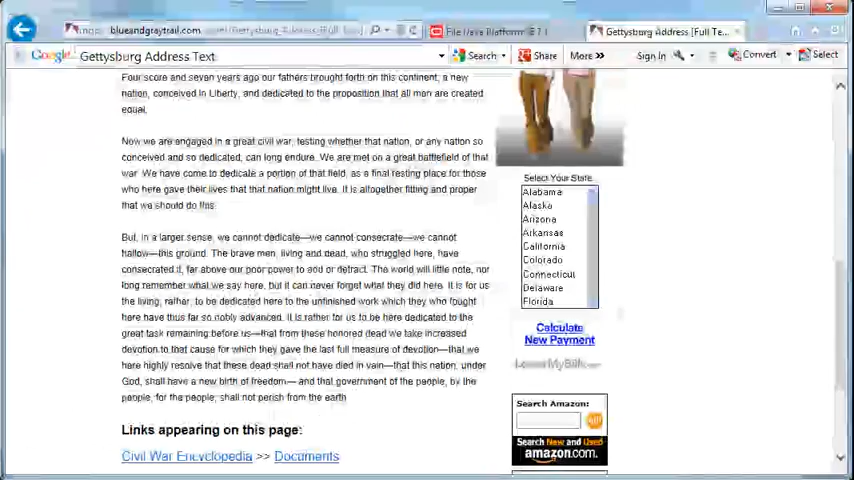 blueandgraytrail.com
File (Java Platform SE 7 )
Gettysburg Address [Full Te...
Google
Gettysburg Address Text
Search
Share
More »
Sign In
Convert
Select
Four score and seven years ago our fathers brought forth on this continent, a new
nation, conceived in Liberty, and dedicated to the proposition that all men are created
equal.
Now we are engaged in a great civil war, testing whether that nation, or any nation so
conceived and so dedicated, can long endure. We are met on a great battlefield of that
war. We have come to dedicate a portion of that field, as a final resting place for those
who here gave their lives that that nation might live. It is altogether fitting and proper
that we should do this.
But, in a larger sense, we cannot dedicate—we cannot consecrate—we cannot
hallow—this ground. The brave men, living and dead, who struggled here, have
consecrated it, far above our poor power to add or detract. The world will little note, nor
long remember what we say here, but it can never forget what they did here. It is for us
the living, rather, to be dedicated here to the unfinished work which they who fought
here have thus far so nobly advanced. It is rather for us to be here dedicated to the
great task remaining before us—that from these honored dead we take increased
devotion to that cause for which they gave the last full measure of devotion—that we
here highly resolve that these dead shall not have died in vain—that this nation, under
God, shall have a new birth of freedom— and that government of the people, by the
people, for the people, shall not perish from the earth.
Links appearing on this page:
Civil War Encyclopedia >> Documents
Select Your State
Alabama
Alaska
Arizona
Arkansas
California
Colorado
Connecticut
Delaware
Florida
Calculate
New Payment
LowerMyBills
Search Amazon:
GO!
Search New and Used
amazon.com